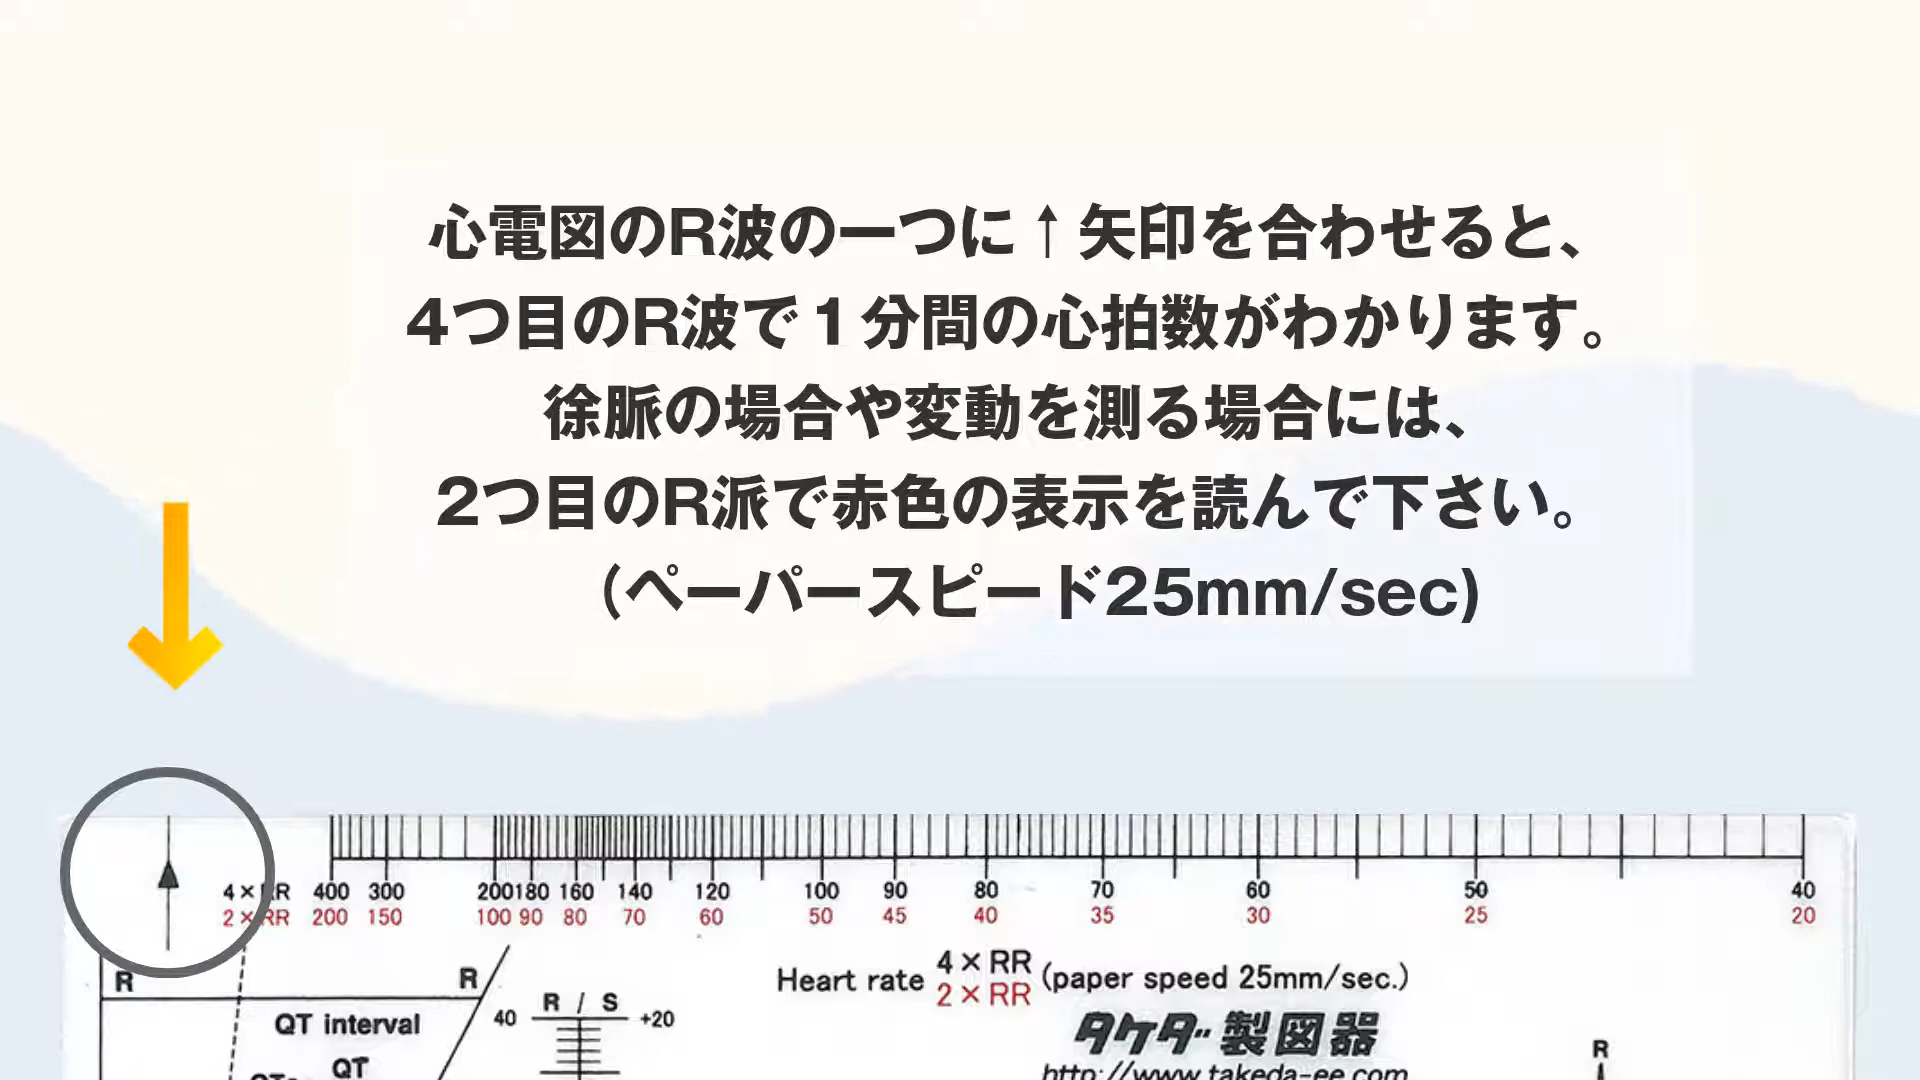 心電図のR波の一つに↑矢印を合わせると、
４つ目のR波で１分間の心拍数がわかります。
徐脈の場合や変動を測る場合には、
２つ目のR派で赤色の表示を読んで下さい。
（ペーパースピード25mm/sec)
4×RR 400 300 200 180 160 140 120 100 90 80 70 60 50 40
2×RR 200 150 100 90 80 70 60 50 45 40 35 30 25 20
Heart rate 4×RR (paper speed 25mm/sec.)
2×RR
R R
R / S
40 +20
QT interval
QT
タケダ製図器
http://www.takeda-ee.com
R